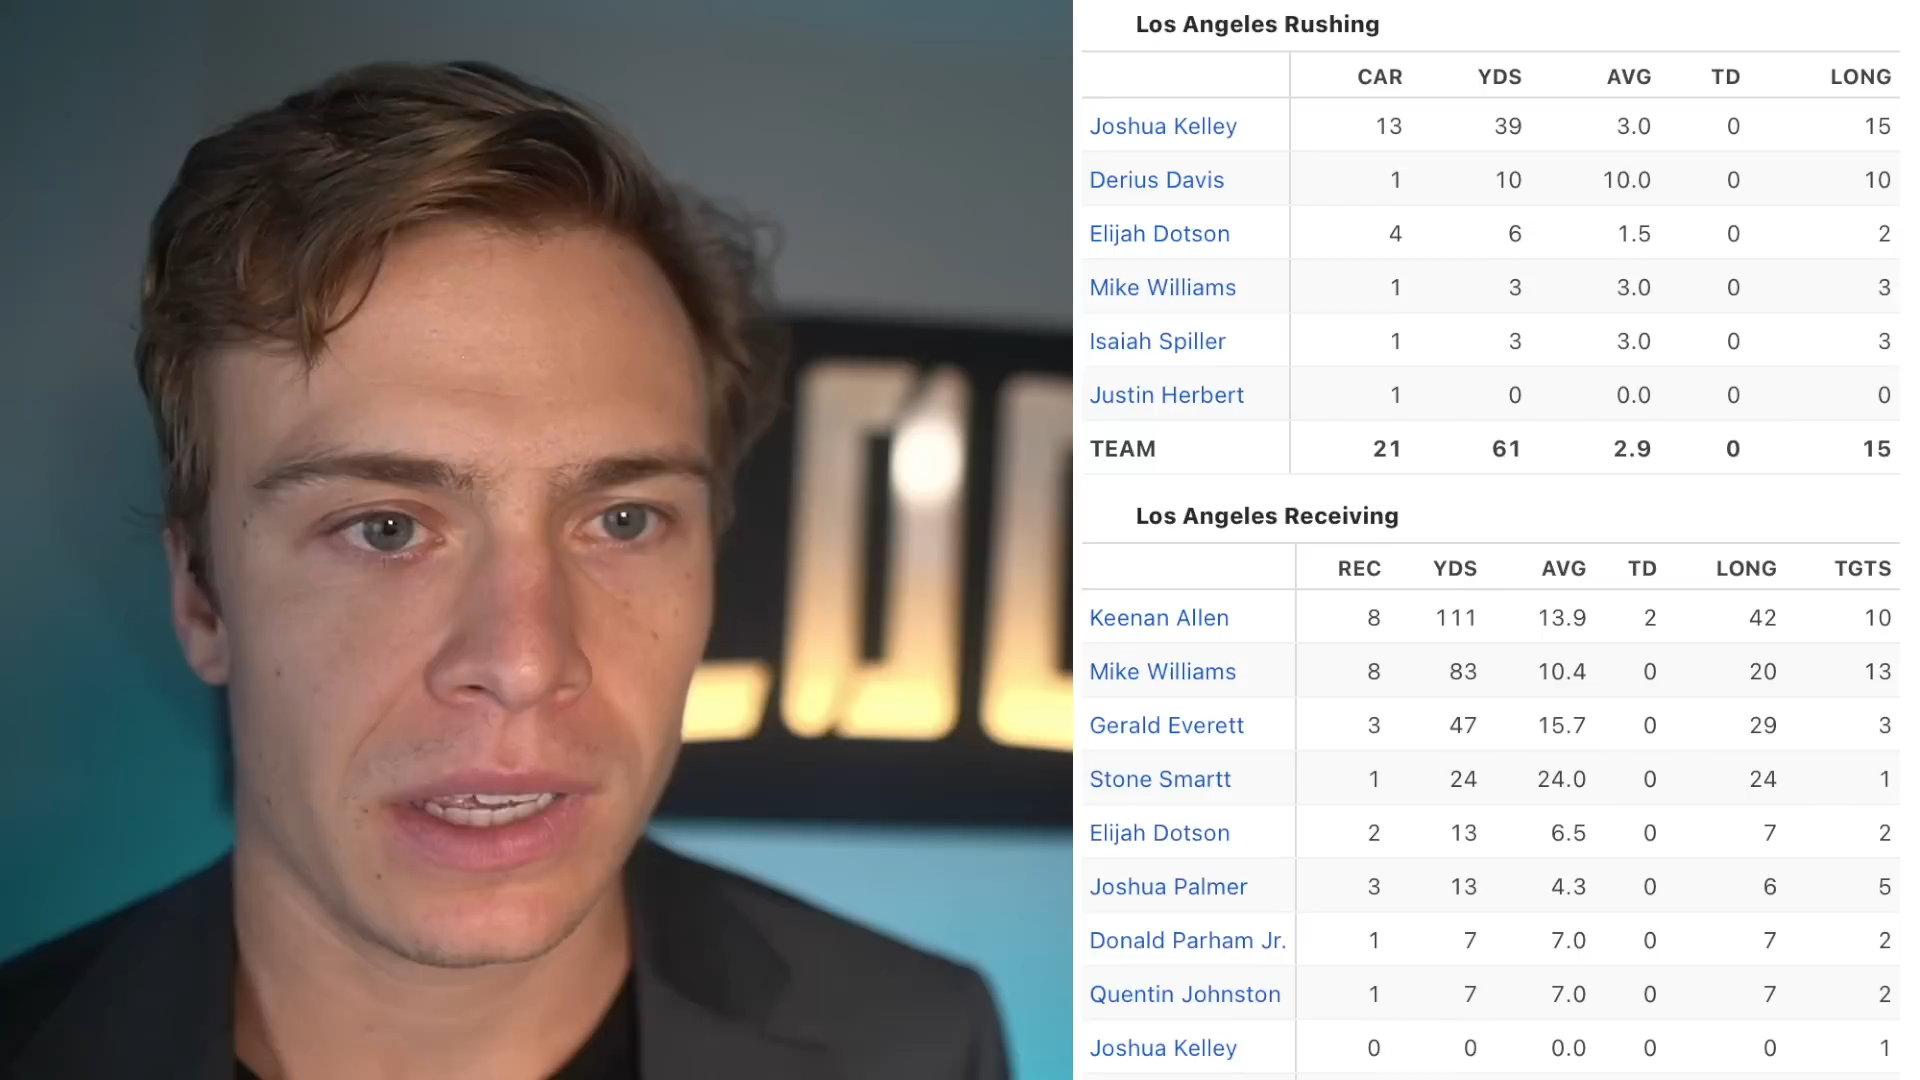 Los Angeles Rushing
CAR YDS AVG TD LONG
Joshua Kelley 13 39 3.0 0 15
Derius Davis 1 10 10.0 0 10
Elijah Dotson 4 6 1.5 0 2
Mike Williams 1 3 3.0 0 3
Isaiah Spiller 1 3 3.0 0 3
Justin Herbert 1 0 0.0 0 0
TEAM 21 61 2.9 0 15
Los Angeles Receiving
REC YDS AVG TD LONG TGTS
Keenan Allen 8 111 13.9 2 42 10
Mike Williams 8 83 10.4 0 20 13
Gerald Everett 3 47 15.7 0 29 3
Stone Smartt 1 24 24.0 0 24 1
Elijah Dotson 2 13 6.5 0 7 2
Joshua Palmer 3 13 4.3 0 6 5
Donald Parham Jr. 1 7 7.0 0 7 2
Quentin Johnston 1 7 7.0 0 7 2
Joshua Kelley 0 0 0.0 0 0 1